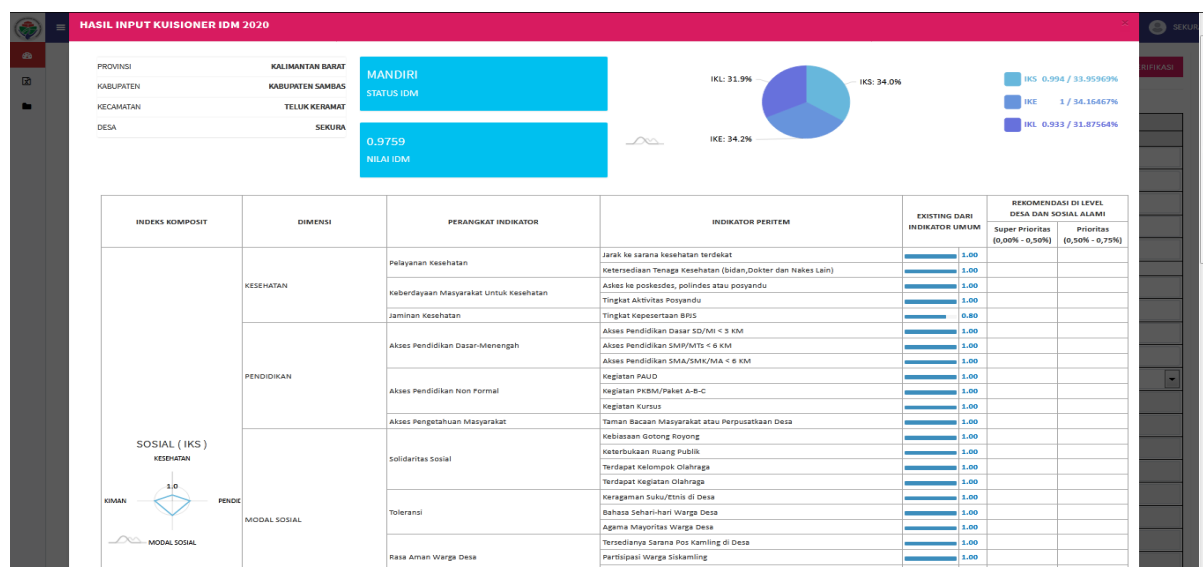 HASIL INPUT KUISIONER IDM 2020
×
SEKUR
ERIFIKASI
PROVINSI KALIMANTAN BARAT
KABUPATEN KABUPATEN SAMBAS
KECAMATAN TELUK KERAMAT
DESA SEKURA
MANDIRI
STATUS IDM
0.9759
NILAI IDM
IKL: 31.9%
IKS: 34.0%
IKE: 34.2%
IKS 0.994 / 33.95969%
IKE 1 / 34.16467%
IKL 0.933 / 31.87564%
INDEKS KOMPOSIT
DIMENSI
PERANGKAT INDIKATOR
INDIKATOR PERITEM
EXISTING DARI
INDIKATOR UMUM
REKOMENDASI DI LEVEL
DESA DAN SOSIAL ALAMI
Super Prioritas
(0,00% - 0,50%)
Prioritas
(0,50% - 0,75%)
SOSIAL ( IKS )
KESEHATAN
1.0
KIMAN
PENDIE
MODAL SOSIAL
KESEHATAN
Pelayanan Kesehatan
Jarak ke sarana kesehatan terdekat 1.00
Ketersediaan Tenaga Kesehatan (bidan,Dokter dan Nakes Lain) 1.00
Keberdayaan Masyarakat Untuk Kesehatan
Askes ke poskesdes, polindes atau posyandu 1.00
Tingkat Aktivitas Posyandu 1.00
Jaminan Kesehatan
Tingkat Kepesertaan BPJS 0.80
PENDIDIKAN
Akses Pendidikan Dasar-Menengah
Akses Pendidikan Dasar SD/MI < 3 KM 1.00
Akses Pendidikan SMP/MTs < 6 KM 1.00
Akses Pendidikan SMA/SMK/MA < 6 KM 1.00
Akses Pendidikan Non Formal
Kegiatan PAUD 1.00
Kegiatan PKBM/Paket A-B-C 1.00
Kegiatan Kursus 1.00
Akses Pengetahuan Masyarakat
Taman Bacaan Masyarakat atau Perpusatkaan Desa 1.00
MODAL SOSIAL
Solidaritas Sosial
Kebiasaan Gotong Royong 1.00
Keterbukaan Ruang Publik 1.00
Terdapat Kelompok Olahraga 1.00
Terdapat Kegiatan Olahraga 1.00
Toleransi
Keragaman Suku/Etnis di Desa 1.00
Bahasa Sehari-hari Warga Desa 1.00
Agama Mayoritas Warga Desa 1.00
Rasa Aman Warga Desa
Tersedianya Sarana Pos Kamling di Desa 1.00
Partisipasi Warga Siskamling 1.00